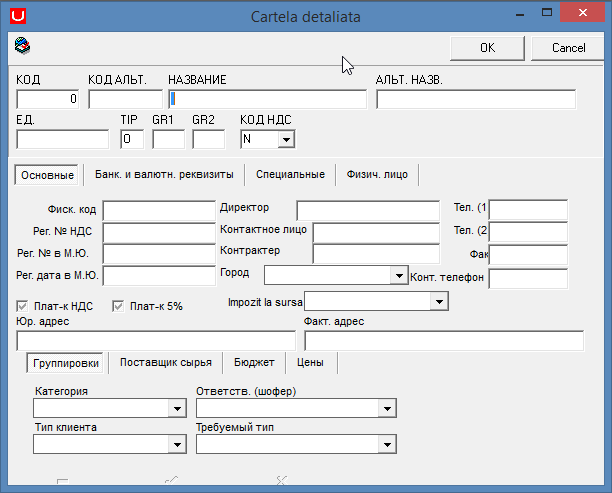 Cartela detaliata
OK Cancel
КОД КОД АЛЬТ. НАЗВАНИЕ АЛЬТ. НАЗВ.
0
ЕД. TIP GR1 GR2 КОД НДС
O N
Основные Банк. и валютн. реквизиты Специальные Физич. лицо
Фиск. код Директор Тел. (1
Рег. № НДС Контактное лицо Тел. (2
Рег. № в М.Ю. Контрактер Фак
Рег. дата в М.Ю. Город Конт. телефон
Плат-к НДС Плат-к 5% Impozit la sursa
Юр. адрес Факт. адрес
Группировки Поставщик сырья Бюджет Цены
Категория Ответств. (шофер)
Тип клиента Требуемый тип